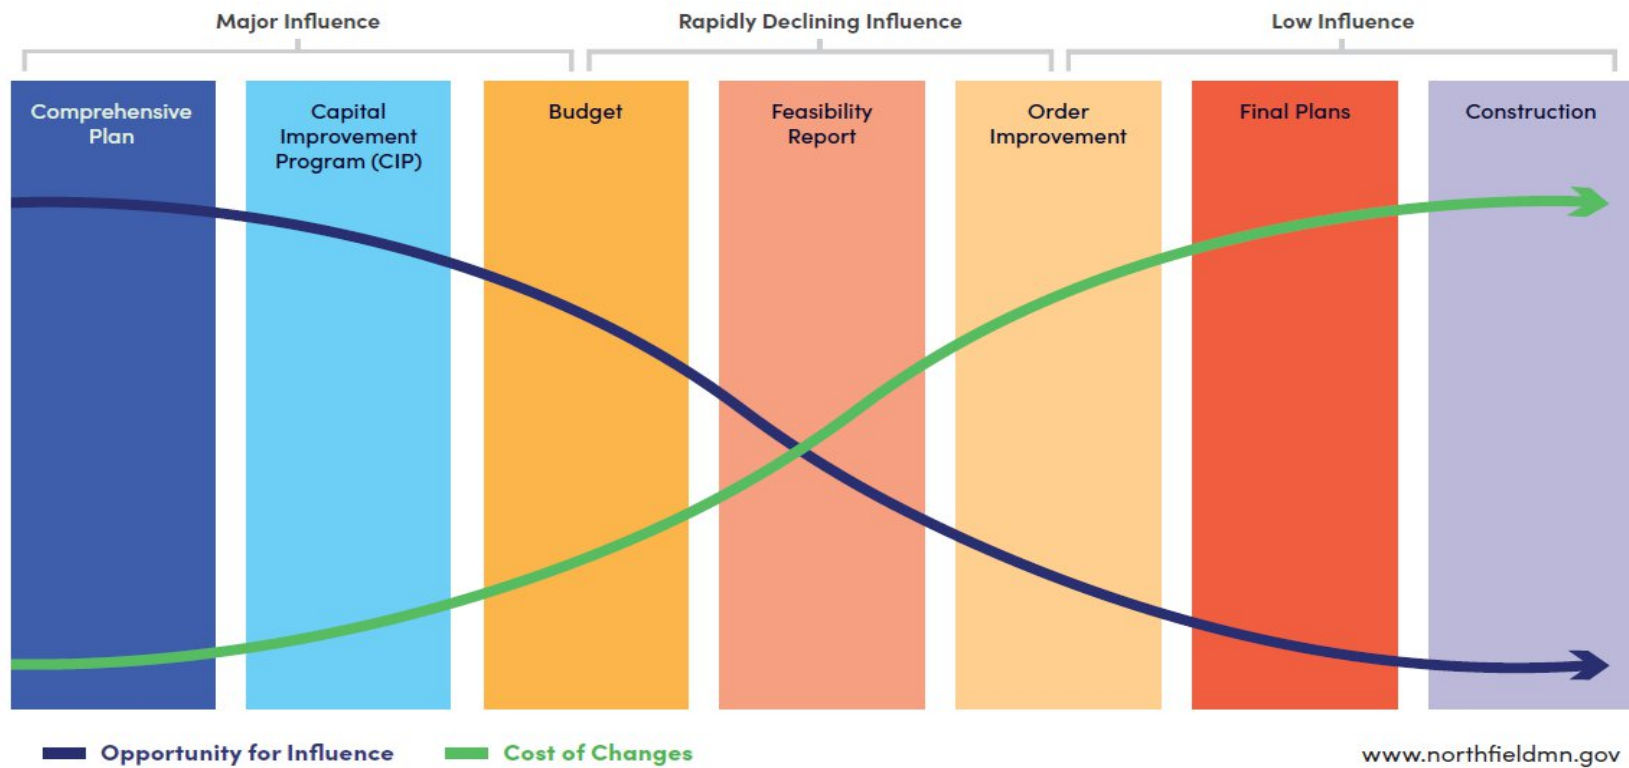 Major Influence
Rapidly Declining Influence
Low Influence
Comprehensive
Plan
Capital
Improvement
Program (CIP)
Budget
Feasibility
Report
Order
Improvement
Final Plans
Construction
Opportunity for Influence
Cost of Changes
www.northfieldmn.gov